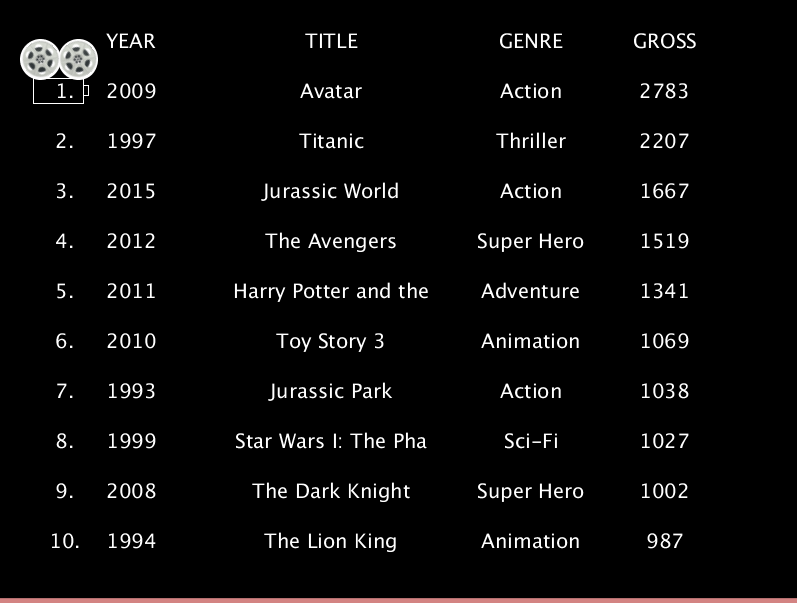 YEAR TITLE GENRE GROSS
1. 2009 Avatar Action 2783
2. 1997 Titanic Thriller 2207
3. 2015 Jurassic World Action 1667
4. 2012 The Avengers Super Hero 1519
5. 2011 Harry Potter and the Adventure 1341
6. 2010 Toy Story 3 Animation 1069
7. 1993 Jurassic Park Action 1038
8. 1999 Star Wars I: The Pha Sci-Fi 1027
9. 2008 The Dark Knight Super Hero 1002
10. 1994 The Lion King Animation 987